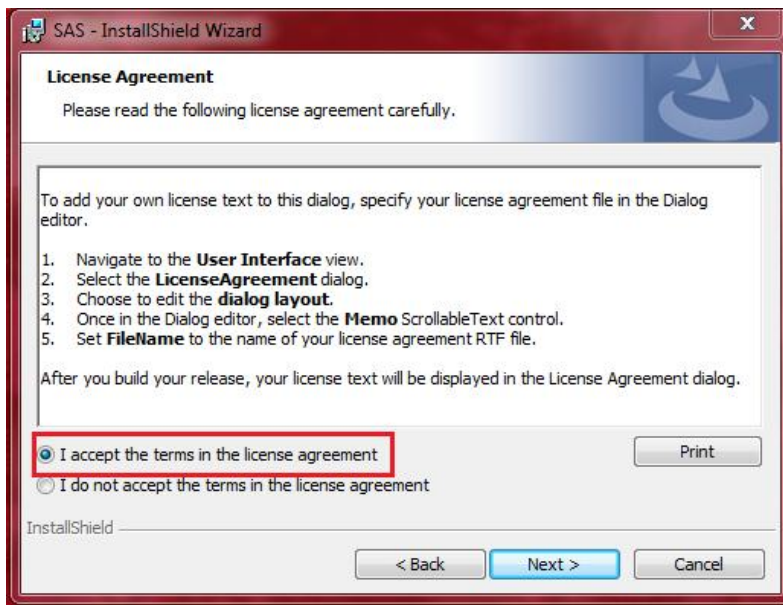 SAS - InstallShield Wizard
License Agreement
Please read the following license agreement carefully.
To add your own license text to this dialog, specify your license agreement file in the Dialog
editor.
1. Navigate to the User Interface view.
2. Select the LicenseAgreement dialog.
3. Choose to edit the dialog layout.
4. Once in the Dialog editor, select the Memo ScrollableText control.
5. Set FileName to the name of your license agreement RTF file.
After you build your release, your license text will be displayed in the License Agreement dialog.
I accept the terms in the license agreement
Print
I do not accept the terms in the license agreement
InstallShield
< Back Next > Cancel